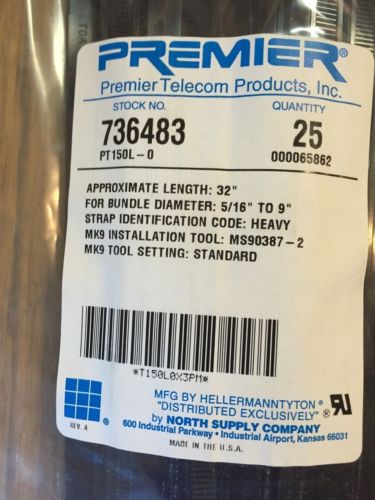 PREMIER®
Premier Telecom Products, Inc.
STOCK NO. QUANTITY
736483 25
PT150L-0 000065862
APPROXIMATE LENGTH: 32"
FOR BUNDLE DIAMETER: 5/16" TO 9"
STRAP IDENTIFICATION CODE: HEAVY
MK9 INSTALLATION TOOL: MS90387-2
MK9 TOOL SETTING: STANDARD
*T150L0X3PM*
MFG BY HELLERMANNTYTON®
"DISTRIBUTED EXCLUSIVELY"®
by NORTH SUPPLY COMPANY
600 Industrial Parkway • Industrial Airport, Kansas 66031
REV. A
MADE IN THE U.S.A.